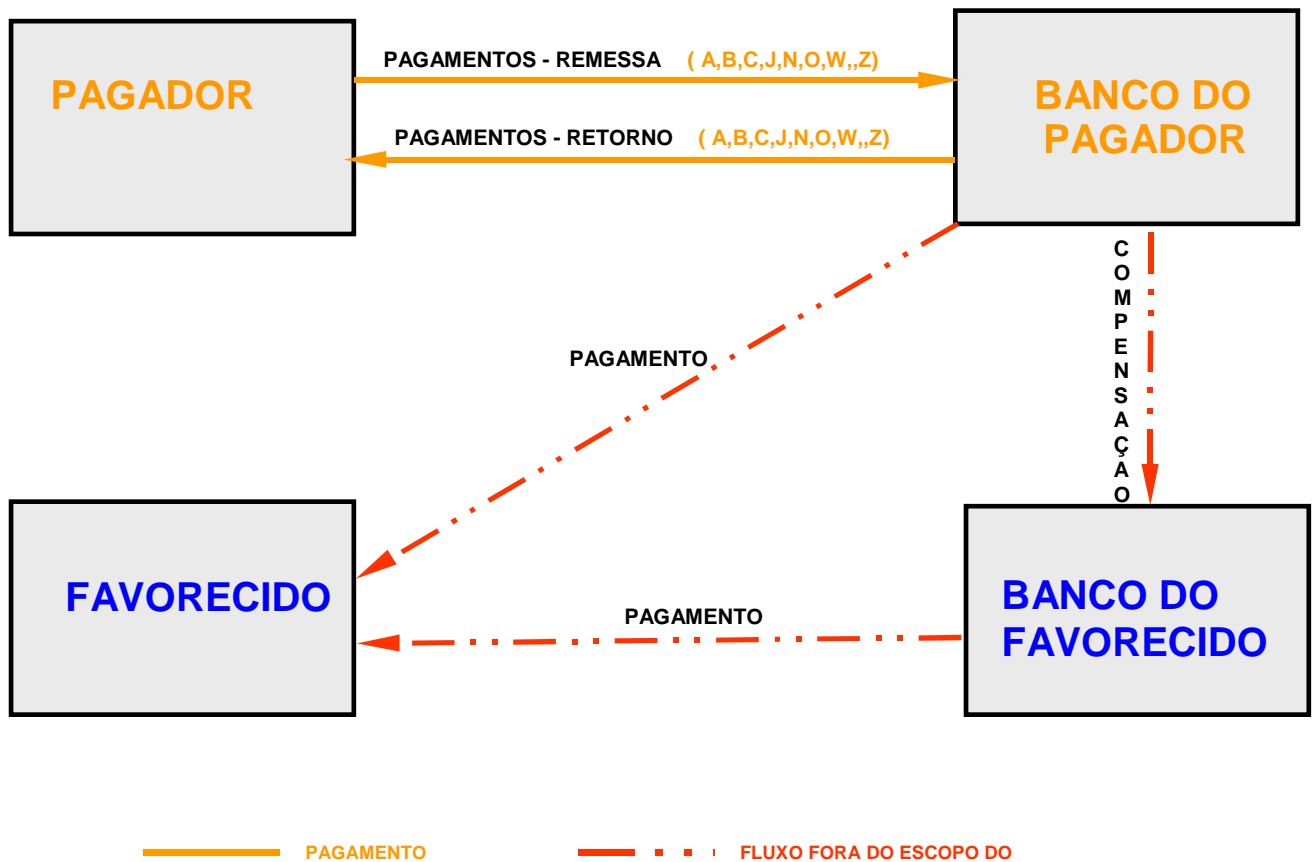 PAGAMENTOS - REMESSA ( A,B,C,J,N,O,W,,Z)
PAGADOR
BANCO DO
PAGADOR
PAGAMENTOS - RETORNO ( A,B,C,J,N,O,W,,Z)
COMPENSAÇAO
PAGAMENTO
FAVORECIDO
PAGAMENTO
BANCO DO
FAVORECIDO
PAGAMENTO
FLUXO FORA DO ESCOPO DO